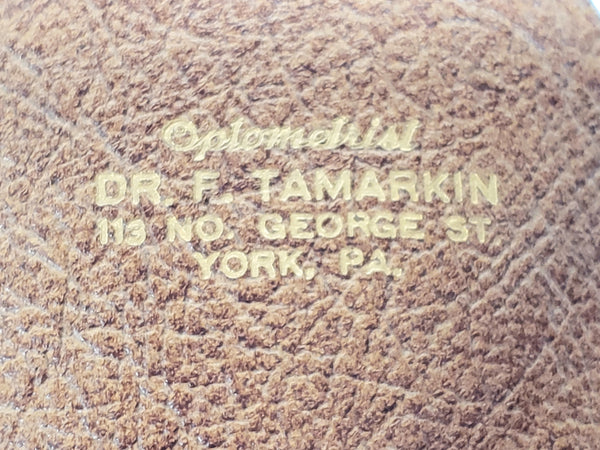 Optometrist
DR. F. TAMARKIN
113 NO. GEORGE ST.
YORK, PA.